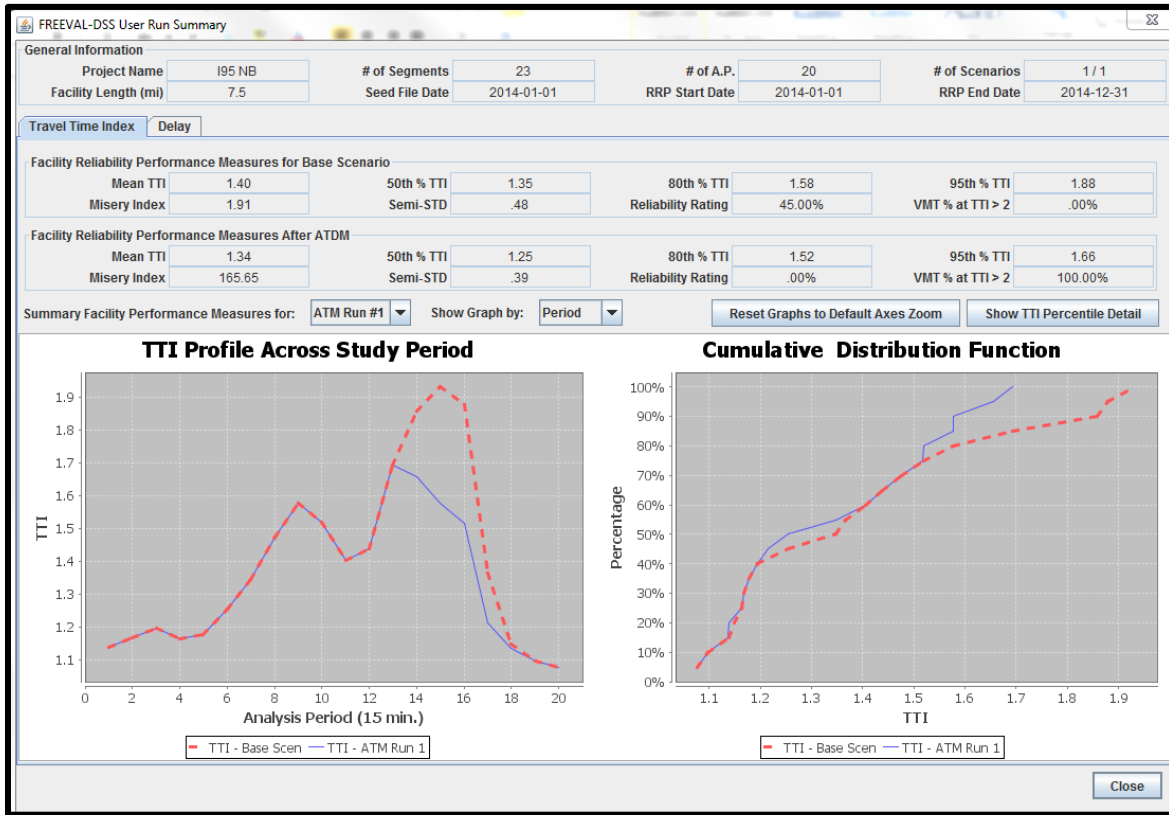 FREEVAL-DSS User Run Summary
General Information
Project Name I95 NB # of Segments 23 # of A.P. 20 # of Scenarios 1 / 1
Facility Length (mi) 7.5 Seed File Date 2014-01-01 RRP Start Date 2014-01-01 RRP End Date 2014-12-31
Travel Time Index Delay
Facility Reliability Performance Measures for Base Scenario
Mean TTI 1.40 50th % TTI 1.35 80th % TTI 1.58 95th % TTI 1.88
Misery Index 1.91 Semi-STD .48 Reliability Rating 45.00% VMT % at TTI > 2 .00%
Facility Reliability Performance Measures After ATDM
Mean TTI 1.34 50th % TTI 1.25 80th % TTI 1.52 95th % TTI 1.66
Misery Index 165.65 Semi-STD .39 Reliability Rating .00% VMT % at TTI > 2 100.00%
Summary Facility Performance Measures for: ATM Run #1 Show Graph by: Period Reset Graphs to Default Axes Zoom Show TTI Percentile Detail
TTI Profile Across Study Period
1.9
1.8
1.7
1.6
1.5
1.4
1.3
1.2
1.1
TTI
0 2 4 6 8 10 12 14 16 18 20
Analysis Period (15 min.)
TTI - Base Scen TTI - ATM Run 1
Cumulative Distribution Function
100%
90%
80%
70%
60%
50%
40%
30%
20%
10%
0%
Percentage
1.1 1.2 1.3 1.4 1.5 1.6 1.7 1.8 1.9
TTI
TTI - Base Scen TTI - ATM Run 1
Close